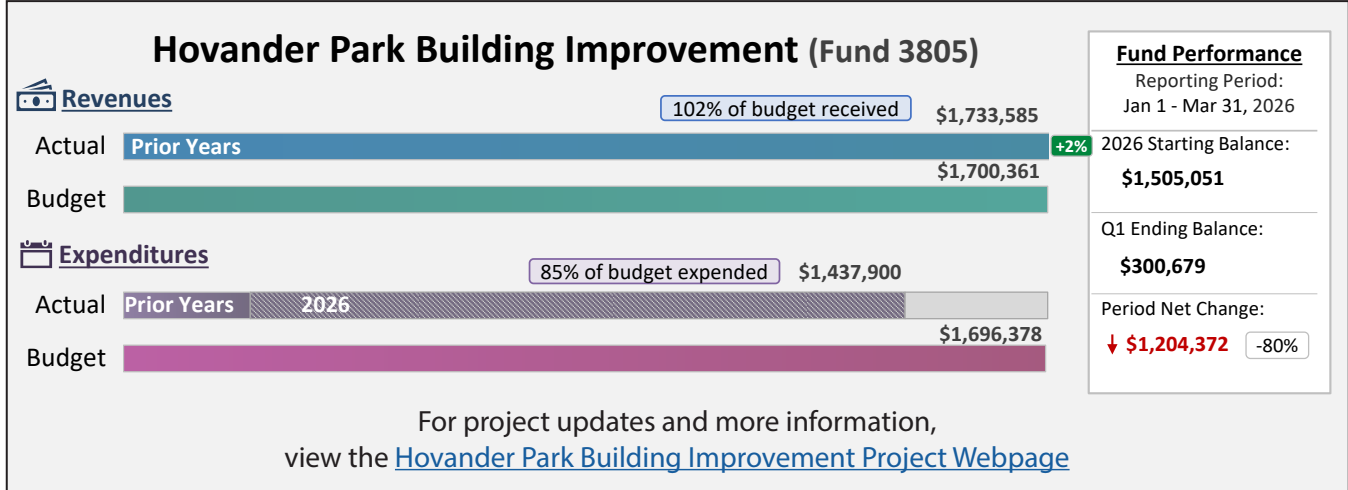 Hovander Park Building Improvement (Fund 3805)
Revenues
102% of budget received
$1,733,585
Actual
Prior Years
+2%
$1,700,361
Budget
Expenditures
85% of budget expended
$1,437,900
Actual
Prior Years
2026
$1,696,378
Budget
Fund Performance
Reporting Period:
Jan 1 - Mar 31, 2026
2026 Starting Balance:
$1,505,051
Q1 Ending Balance:
$300,679
Period Net Change:
$1,204,372
-80%
For project updates and more information,
view the Hovander Park Building Improvement Project Webpage